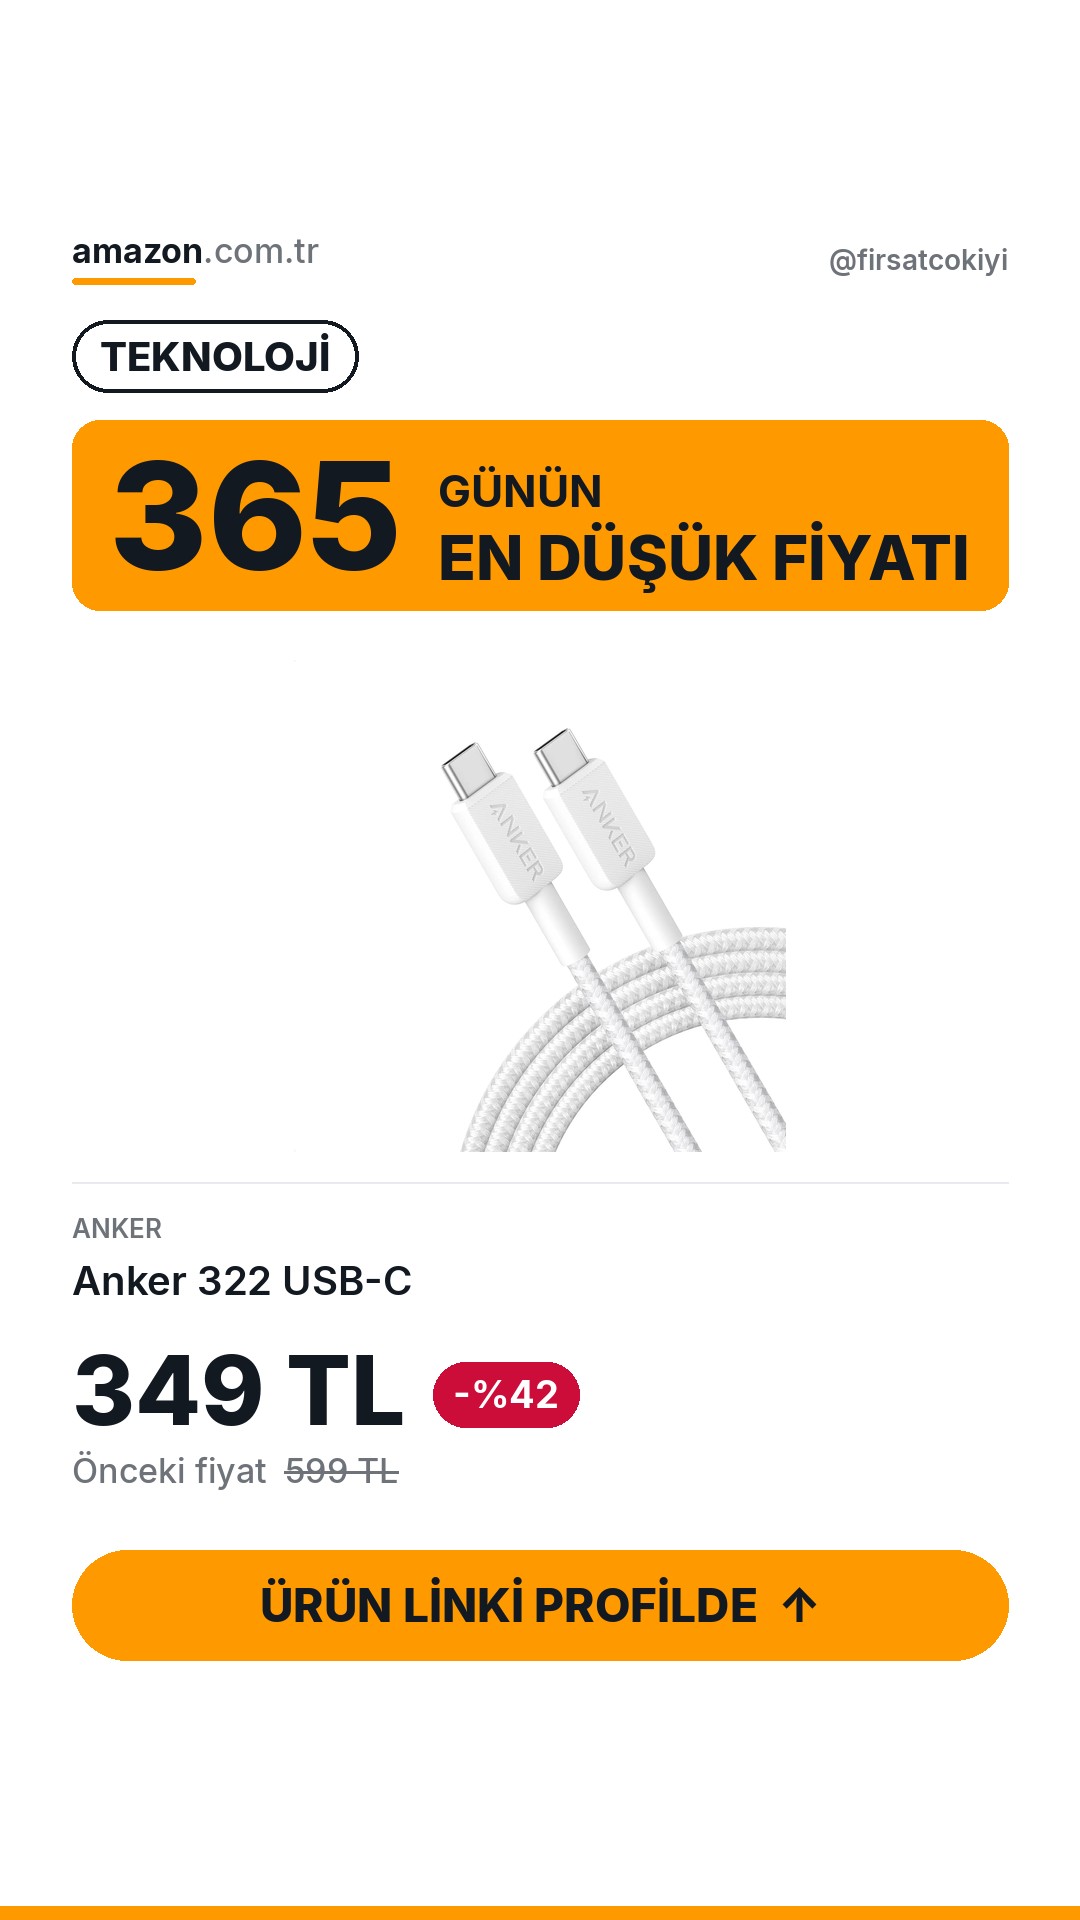 amazon.com.tr
@firsatcokiyi
TEKNOLOJİ
365
GÜNÜN
EN DÜŞÜK FİYATI
ANKER
ANKER
ANKER
Anker 322 USB-C
349 TL
-%42
Önceki fiyat 599 TL
ÜRÜN LİNKİ PROFİLDE ↑